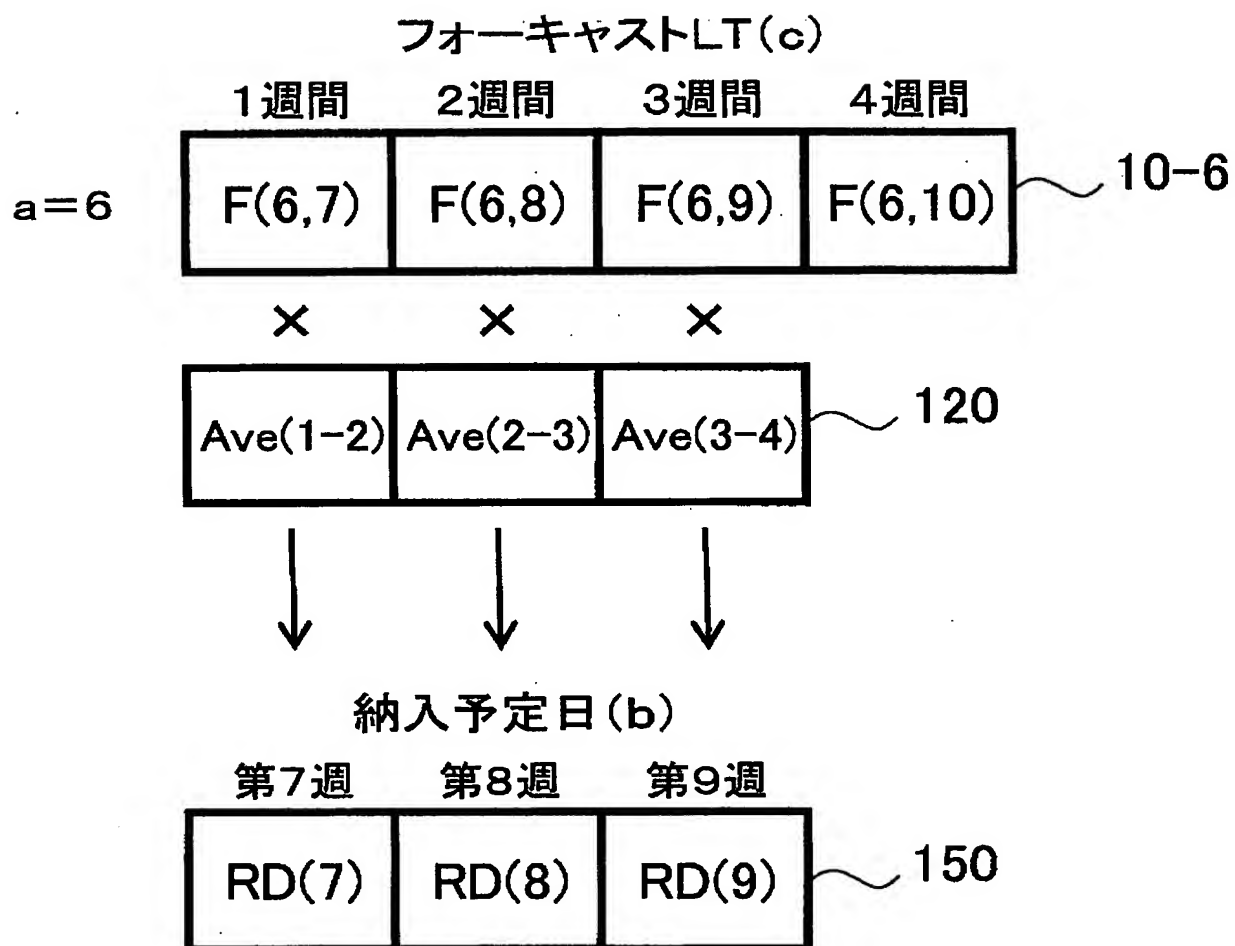 フォーキャストLT(c)
1週間 2週間 3週間 4週間
a=6 F(6,7) F(6,8) F(6,9) F(6,10) 10-6
× × ×
Ave(1-2) Ave(2-3) Ave(3-4) 120
納入予定日(b)
第7週 第8週 第9週
RD(7) RD(8) RD(9) 150